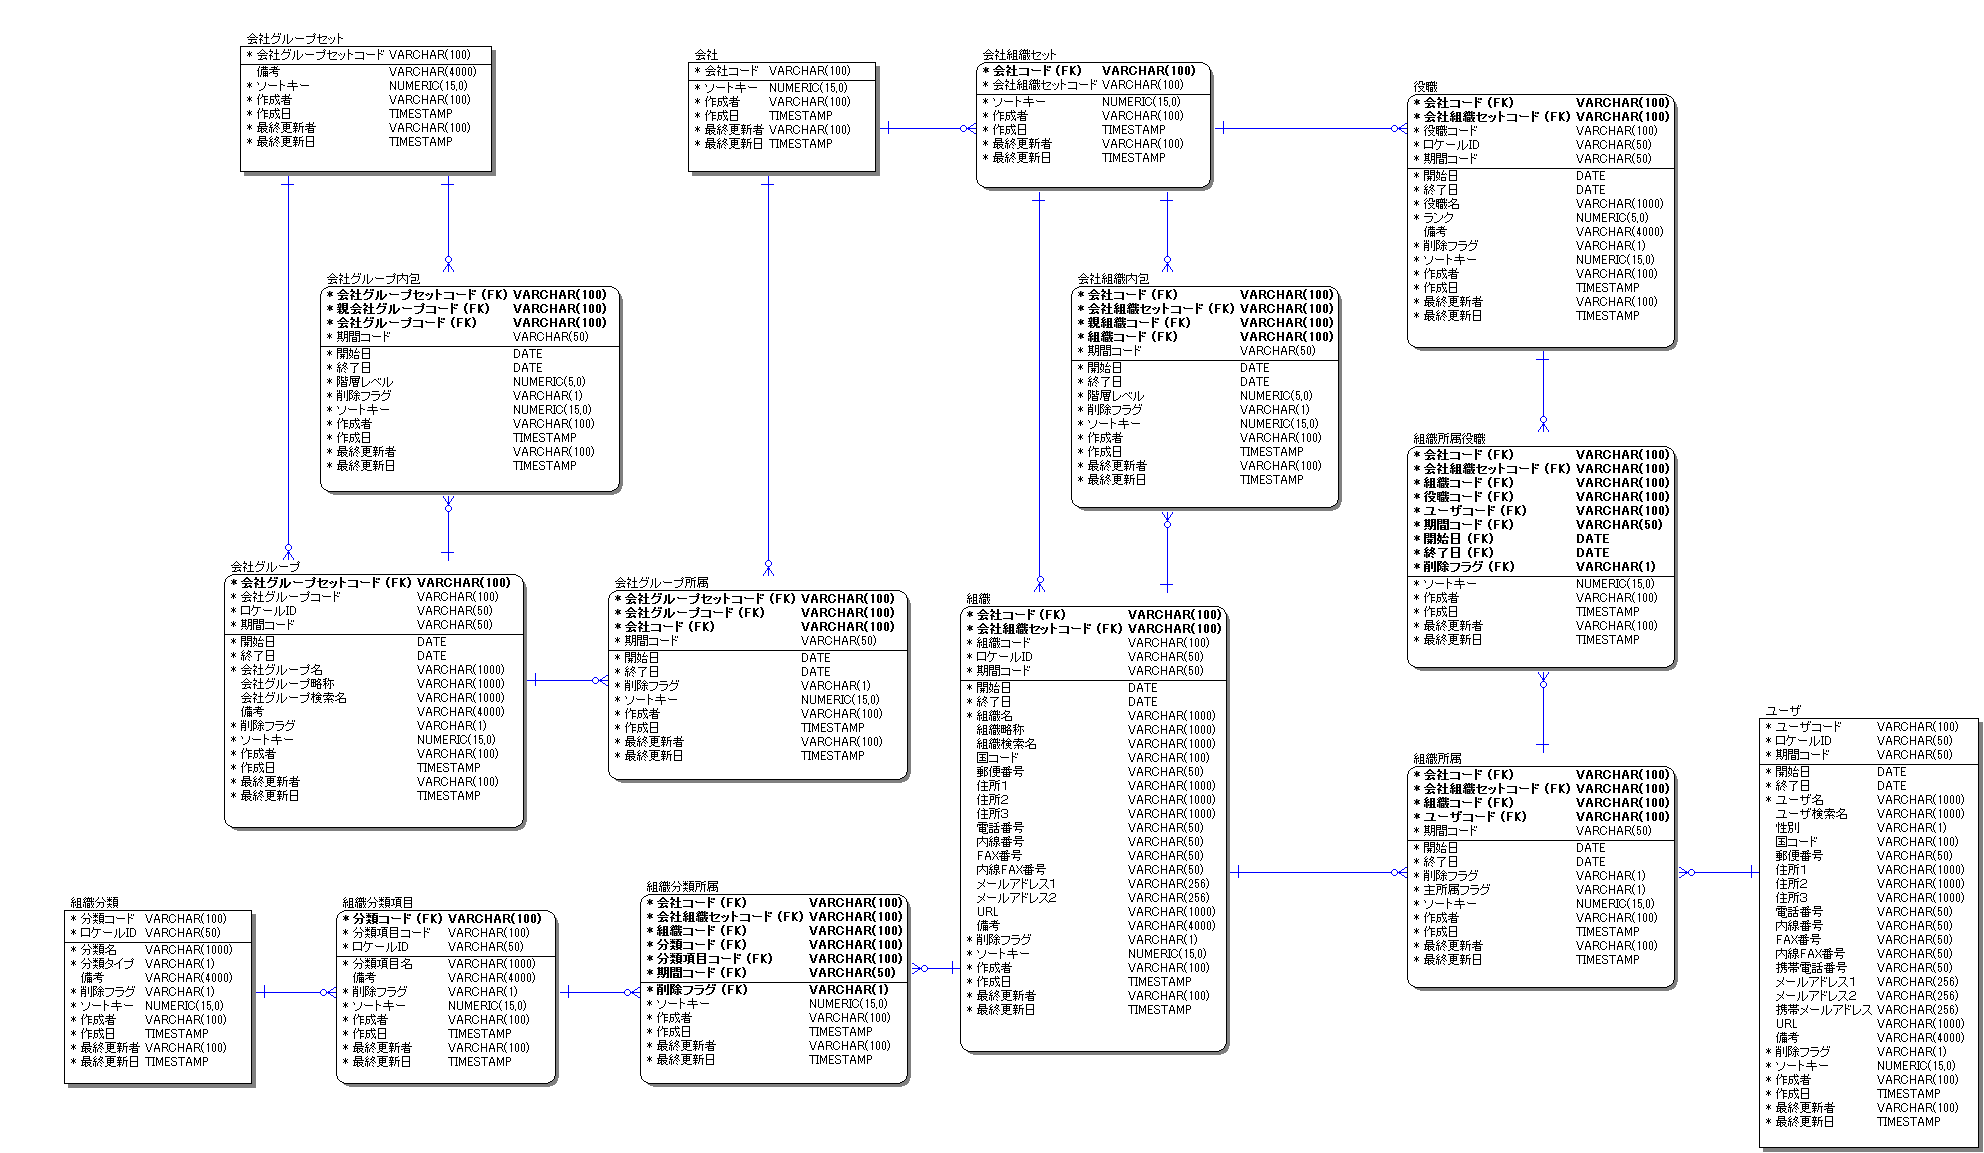 会社グループセット
* 会社グループセットコード VARCHAR(100)
備考 VARCHAR(4000)
* ソートキー NUMERIC(15,0)
* 作成者 VARCHAR(100)
* 作成日 TIMESTAMP
* 最終更新者 VARCHAR(100)
* 最終更新日 TIMESTAMP
会社
* 会社コード VARCHAR(100)
* ソートキー NUMERIC(15,0)
* 作成者 VARCHAR(100)
* 作成日 TIMESTAMP
* 最終更新者 VARCHAR(100)
* 最終更新日 TIMESTAMP
会社組織セット
* 会社コード (FK) VARCHAR(100)
* 会社組織セットコード VARCHAR(100)
* ソートキー NUMERIC(15,0)
* 作成者 VARCHAR(100)
* 作成日 TIMESTAMP
* 最終更新者 VARCHAR(100)
* 最終更新日 TIMESTAMP
役職
* 会社コード (FK) VARCHAR(100)
* 会社組織セットコード (FK) VARCHAR(100)
* 役職コード VARCHAR(100)
* ロケールID VARCHAR(50)
* 期間コード VARCHAR(50)
* 開始日 DATE
* 終了日 DATE
* 役職名 VARCHAR(1000)
* ランク NUMERIC(5,0)
備考 VARCHAR(4000)
* 削除フラグ VARCHAR(1)
* ソートキー NUMERIC(15,0)
* 作成者 VARCHAR(100)
* 作成日 TIMESTAMP
* 最終更新者 VARCHAR(100)
* 最終更新日 TIMESTAMP
会社グループ内包
* 会社グループセットコード (FK) VARCHAR(100)
* 親会社グループコード (FK) VARCHAR(100)
* 会社グループコード (FK) VARCHAR(100)
* 期間コード VARCHAR(50)
* 開始日 DATE
* 終了日 DATE
* 階層レベル NUMERIC(5,0)
* 削除フラグ VARCHAR(1)
* ソートキー NUMERIC(15,0)
* 作成者 VARCHAR(100)
* 作成日 TIMESTAMP
* 最終更新者 VARCHAR(100)
* 最終更新日 TIMESTAMP
会社組織内包
* 会社コード (FK) VARCHAR(100)
* 会社組織セットコード (FK) VARCHAR(100)
* 親組織コード (FK) VARCHAR(100)
* 組織コード (FK) VARCHAR(100)
* 期間コード VARCHAR(50)
* 開始日 DATE
* 終了日 DATE
* 階層レベル NUMERIC(5,0)
* 削除フラグ VARCHAR(1)
* ソートキー NUMERIC(15,0)
* 作成者 VARCHAR(100)
* 作成日 TIMESTAMP
* 最終更新者 VARCHAR(100)
* 最終更新日 TIMESTAMP
組織所属役職
* 会社コード (FK) VARCHAR(100)
* 会社組織セットコード (FK) VARCHAR(100)
* 組織コード (FK) VARCHAR(100)
* 役職コード (FK) VARCHAR(100)
* ユーザコード (FK) VARCHAR(100)
* 期間コード (FK) VARCHAR(50)
* 開始日 (FK) DATE
* 終了日 (FK) DATE
* 削除フラグ (FK) VARCHAR(1)
* ソートキー NUMERIC(15,0)
* 作成者 VARCHAR(100)
* 作成日 TIMESTAMP
* 最終更新者 VARCHAR(100)
* 最終更新日 TIMESTAMP
会社グループ
* 会社グループセットコード (FK) VARCHAR(100)
* 会社グループコード VARCHAR(100)
* ロケールID VARCHAR(50)
* 期間コード VARCHAR(50)
* 開始日 DATE
* 終了日 DATE
* 会社グループ名 VARCHAR(1000)
会社グループ略称 VARCHAR(1000)
会社グループ検索名 VARCHAR(1000)
備考 VARCHAR(4000)
* 削除フラグ VARCHAR(1)
* ソートキー NUMERIC(15,0)
* 作成者 VARCHAR(100)
* 作成日 TIMESTAMP
* 最終更新者 VARCHAR(100)
* 最終更新日 TIMESTAMP
会社グループ所属
* 会社グループセットコード (FK) VARCHAR(100)
* 会社グループコード (FK) VARCHAR(100)
* 会社コード (FK) VARCHAR(100)
* 期間コード VARCHAR(50)
* 開始日 DATE
* 終了日 DATE
* 削除フラグ VARCHAR(1)
* ソートキー NUMERIC(15,0)
* 作成者 VARCHAR(100)
* 作成日 TIMESTAMP
* 最終更新者 VARCHAR(100)
* 最終更新日 TIMESTAMP
組織
* 会社コード (FK) VARCHAR(100)
* 会社組織セットコード (FK) VARCHAR(100)
* 組織コード VARCHAR(100)
* ロケールID VARCHAR(50)
* 期間コード VARCHAR(50)
* 開始日 DATE
* 終了日 DATE
* 組織名 VARCHAR(1000)
組織略称 VARCHAR(1000)
組織検索名 VARCHAR(1000)
国コード VARCHAR(100)
郵便番号 VARCHAR(50)
住所1 VARCHAR(1000)
住所2 VARCHAR(1000)
住所3 VARCHAR(1000)
電話番号 VARCHAR(50)
内線番号 VARCHAR(50)
FAX番号 VARCHAR(50)
内線FAX番号 VARCHAR(50)
メールアドレス1 VARCHAR(256)
メールアドレス2 VARCHAR(256)
URL VARCHAR(1000)
備考 VARCHAR(4000)
* 削除フラグ VARCHAR(1)
* ソートキー NUMERIC(15,0)
* 作成者 VARCHAR(100)
* 作成日 TIMESTAMP
* 最終更新者 VARCHAR(100)
* 最終更新日 TIMESTAMP
組織所属
* 会社コード (FK) VARCHAR(100)
* 会社組織セットコード (FK) VARCHAR(100)
* 組織コード (FK) VARCHAR(100)
* ユーザコード (FK) VARCHAR(100)
* 期間コード VARCHAR(50)
* 開始日 DATE
* 終了日 DATE
* 削除フラグ VARCHAR(1)
* 主所属フラグ VARCHAR(1)
* ソートキー NUMERIC(15,0)
* 作成者 VARCHAR(100)
* 作成日 TIMESTAMP
* 最終更新者 VARCHAR(100)
* 最終更新日 TIMESTAMP
ユーザ
* ユーザコード VARCHAR(100)
* ロケールID VARCHAR(50)
* 期間コード VARCHAR(50)
* 開始日 DATE
* 終了日 DATE
* ユーザ名 VARCHAR(1000)
ユーザ検索名 VARCHAR(1000)
性別 VARCHAR(1)
国コード VARCHAR(100)
郵便番号 VARCHAR(50)
住所1 VARCHAR(1000)
住所2 VARCHAR(1000)
住所3 VARCHAR(1000)
電話番号 VARCHAR(50)
内線番号 VARCHAR(50)
FAX番号 VARCHAR(50)
内線FAX番号 VARCHAR(50)
携帯電話番号 VARCHAR(50)
メールアドレス1 VARCHAR(256)
メールアドレス2 VARCHAR(256)
携帯メールアドレス VARCHAR(256)
URL VARCHAR(1000)
備考 VARCHAR(4000)
* 削除フラグ VARCHAR(1)
* ソートキー NUMERIC(15,0)
* 作成者 VARCHAR(100)
* 作成日 TIMESTAMP
* 最終更新者 VARCHAR(100)
* 最終更新日 TIMESTAMP
組織分類
* 分類コード VARCHAR(100)
* ロケールID VARCHAR(50)
* 分類名 VARCHAR(1000)
* 分類タイプ VARCHAR(1)
備考 VARCHAR(4000)
* 削除フラグ VARCHAR(1)
* ソートキー NUMERIC(15,0)
* 作成者 VARCHAR(100)
* 作成日 TIMESTAMP
* 最終更新者 VARCHAR(100)
* 最終更新日 TIMESTAMP
組織分類項目
* 分類コード (FK) VARCHAR(100)
* 分類項目コード VARCHAR(100)
* ロケールID VARCHAR(50)
* 分類項目名 VARCHAR(1000)
備考 VARCHAR(4000)
* 削除フラグ VARCHAR(1)
* ソートキー NUMERIC(15,0)
* 作成者 VARCHAR(100)
* 作成日 TIMESTAMP
* 最終更新者 VARCHAR(100)
* 最終更新日 TIMESTAMP
組織分類所属
* 会社コード (FK) VARCHAR(100)
* 会社組織セットコード (FK) VARCHAR(100)
* 組織コード (FK) VARCHAR(100)
* 分類コード (FK) VARCHAR(100)
* 分類項目コード (FK) VARCHAR(100)
* 期間コード (FK) VARCHAR(50)
* 削除フラグ (FK) VARCHAR(1)
* ソートキー NUMERIC(15,0)
* 作成者 VARCHAR(100)
* 作成日 TIMESTAMP
* 最終更新者 VARCHAR(100)
* 最終更新日 TIMESTAMP